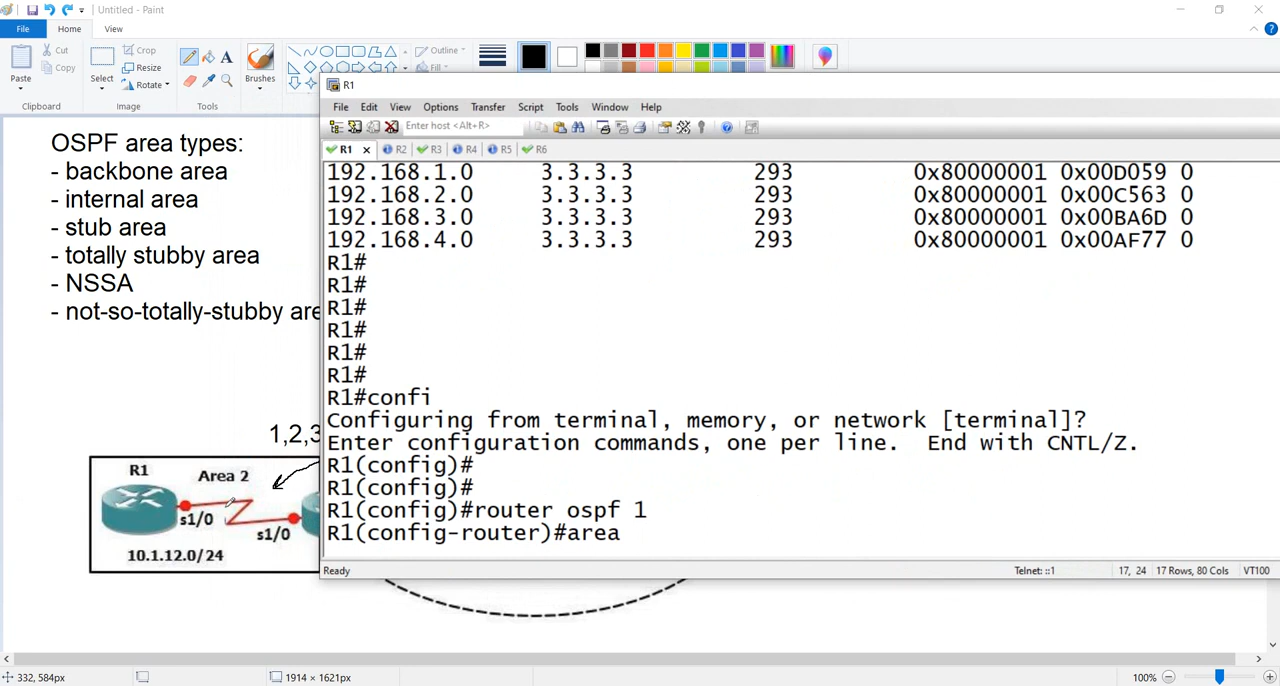 Untitled - Paint
File Home View
Paste
Cut
Copy
Clipboard
Select
Crop
Resize
Rotate
Image
Tools
Brushes
Outline
Fill
OSPF area types:
- backbone area
- internal area
- stub area
- totally stubby area
- NSSA
- not-so-totally-stubby are
1,2,3
R1
Area 2
s1/0
s1/0
10.1.12.0/24
R1
File Edit View Options Transfer Script Tools Window Help
Enter host <Alt+R>
R1 R2 R3 R4 R5 R6
192.168.1.0 3.3.3.3 293 0x80000001 0x00D059 0
192.168.2.0 3.3.3.3 293 0x80000001 0x00C563 0
192.168.3.0 3.3.3.3 293 0x80000001 0x00BA6D 0
192.168.4.0 3.3.3.3 293 0x80000001 0x00AF77 0
R1#
R1#
R1#
R1#
R1#
R1#
R1#confi
Configuring from terminal, memory, or network [terminal]?
Enter configuration commands, one per line. End with CNTL/Z.
R1(config)#
R1(config)#
R1(config)#router ospf 1
R1(config-router)#area
Ready Telnet: ::1 17, 24 17 Rows, 80 Cols VT100
332, 584px 1914 × 1621px 100%